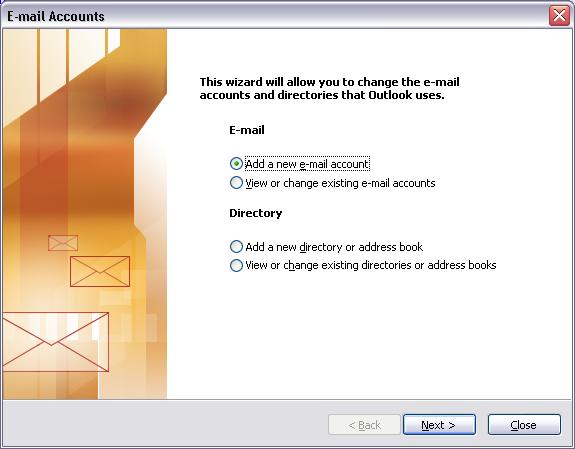 E-mail Accounts
This wizard will allow you to change the e-mail
accounts and directories that Outlook uses.
E-mail
Add a new e-mail account
View or change existing e-mail accounts
Directory
Add a new directory or address book
View or change existing directories or address books
< Back
Next >
Close